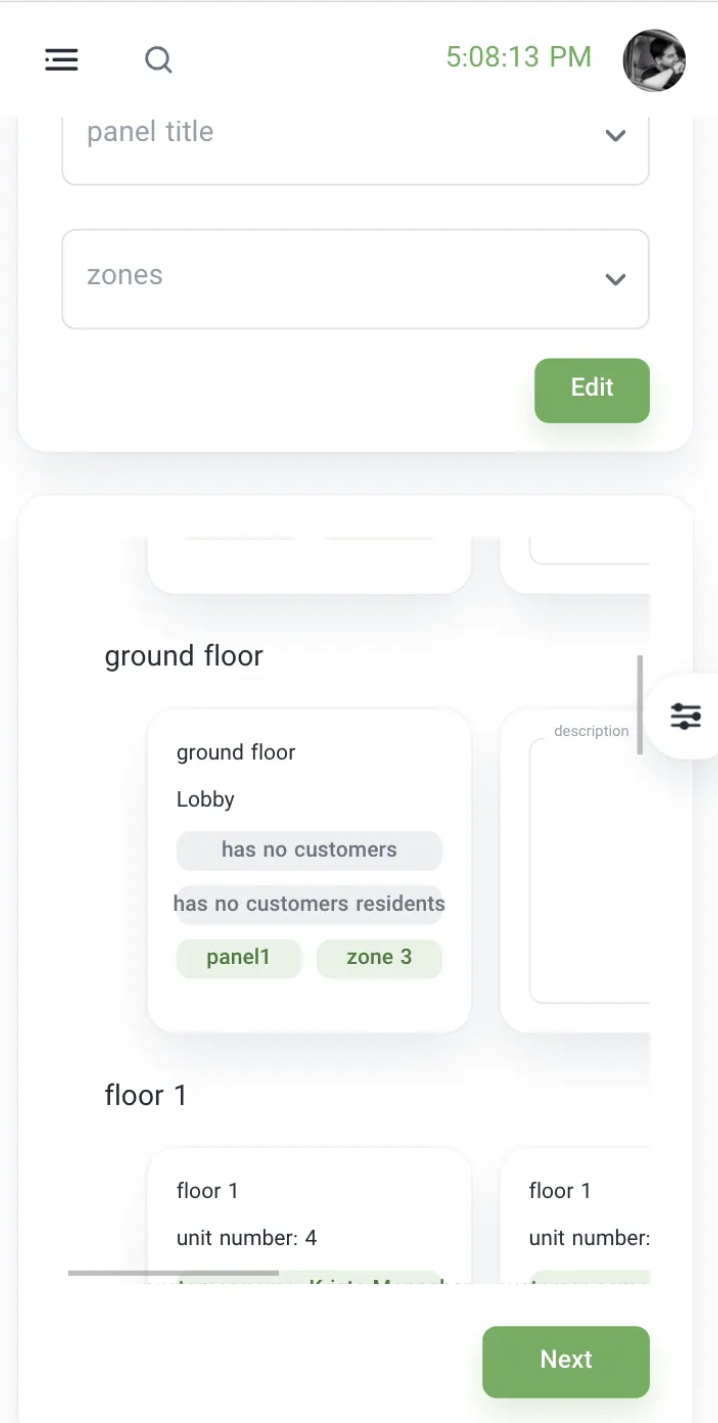 5:08:13 PM
panel title
zones
Edit
ground floor
ground floor
Lobby
has no customers
has no customers residents
panel1
zone 3
description
floor 1
floor 1
unit number: 4
floor 1
unit number:
Next